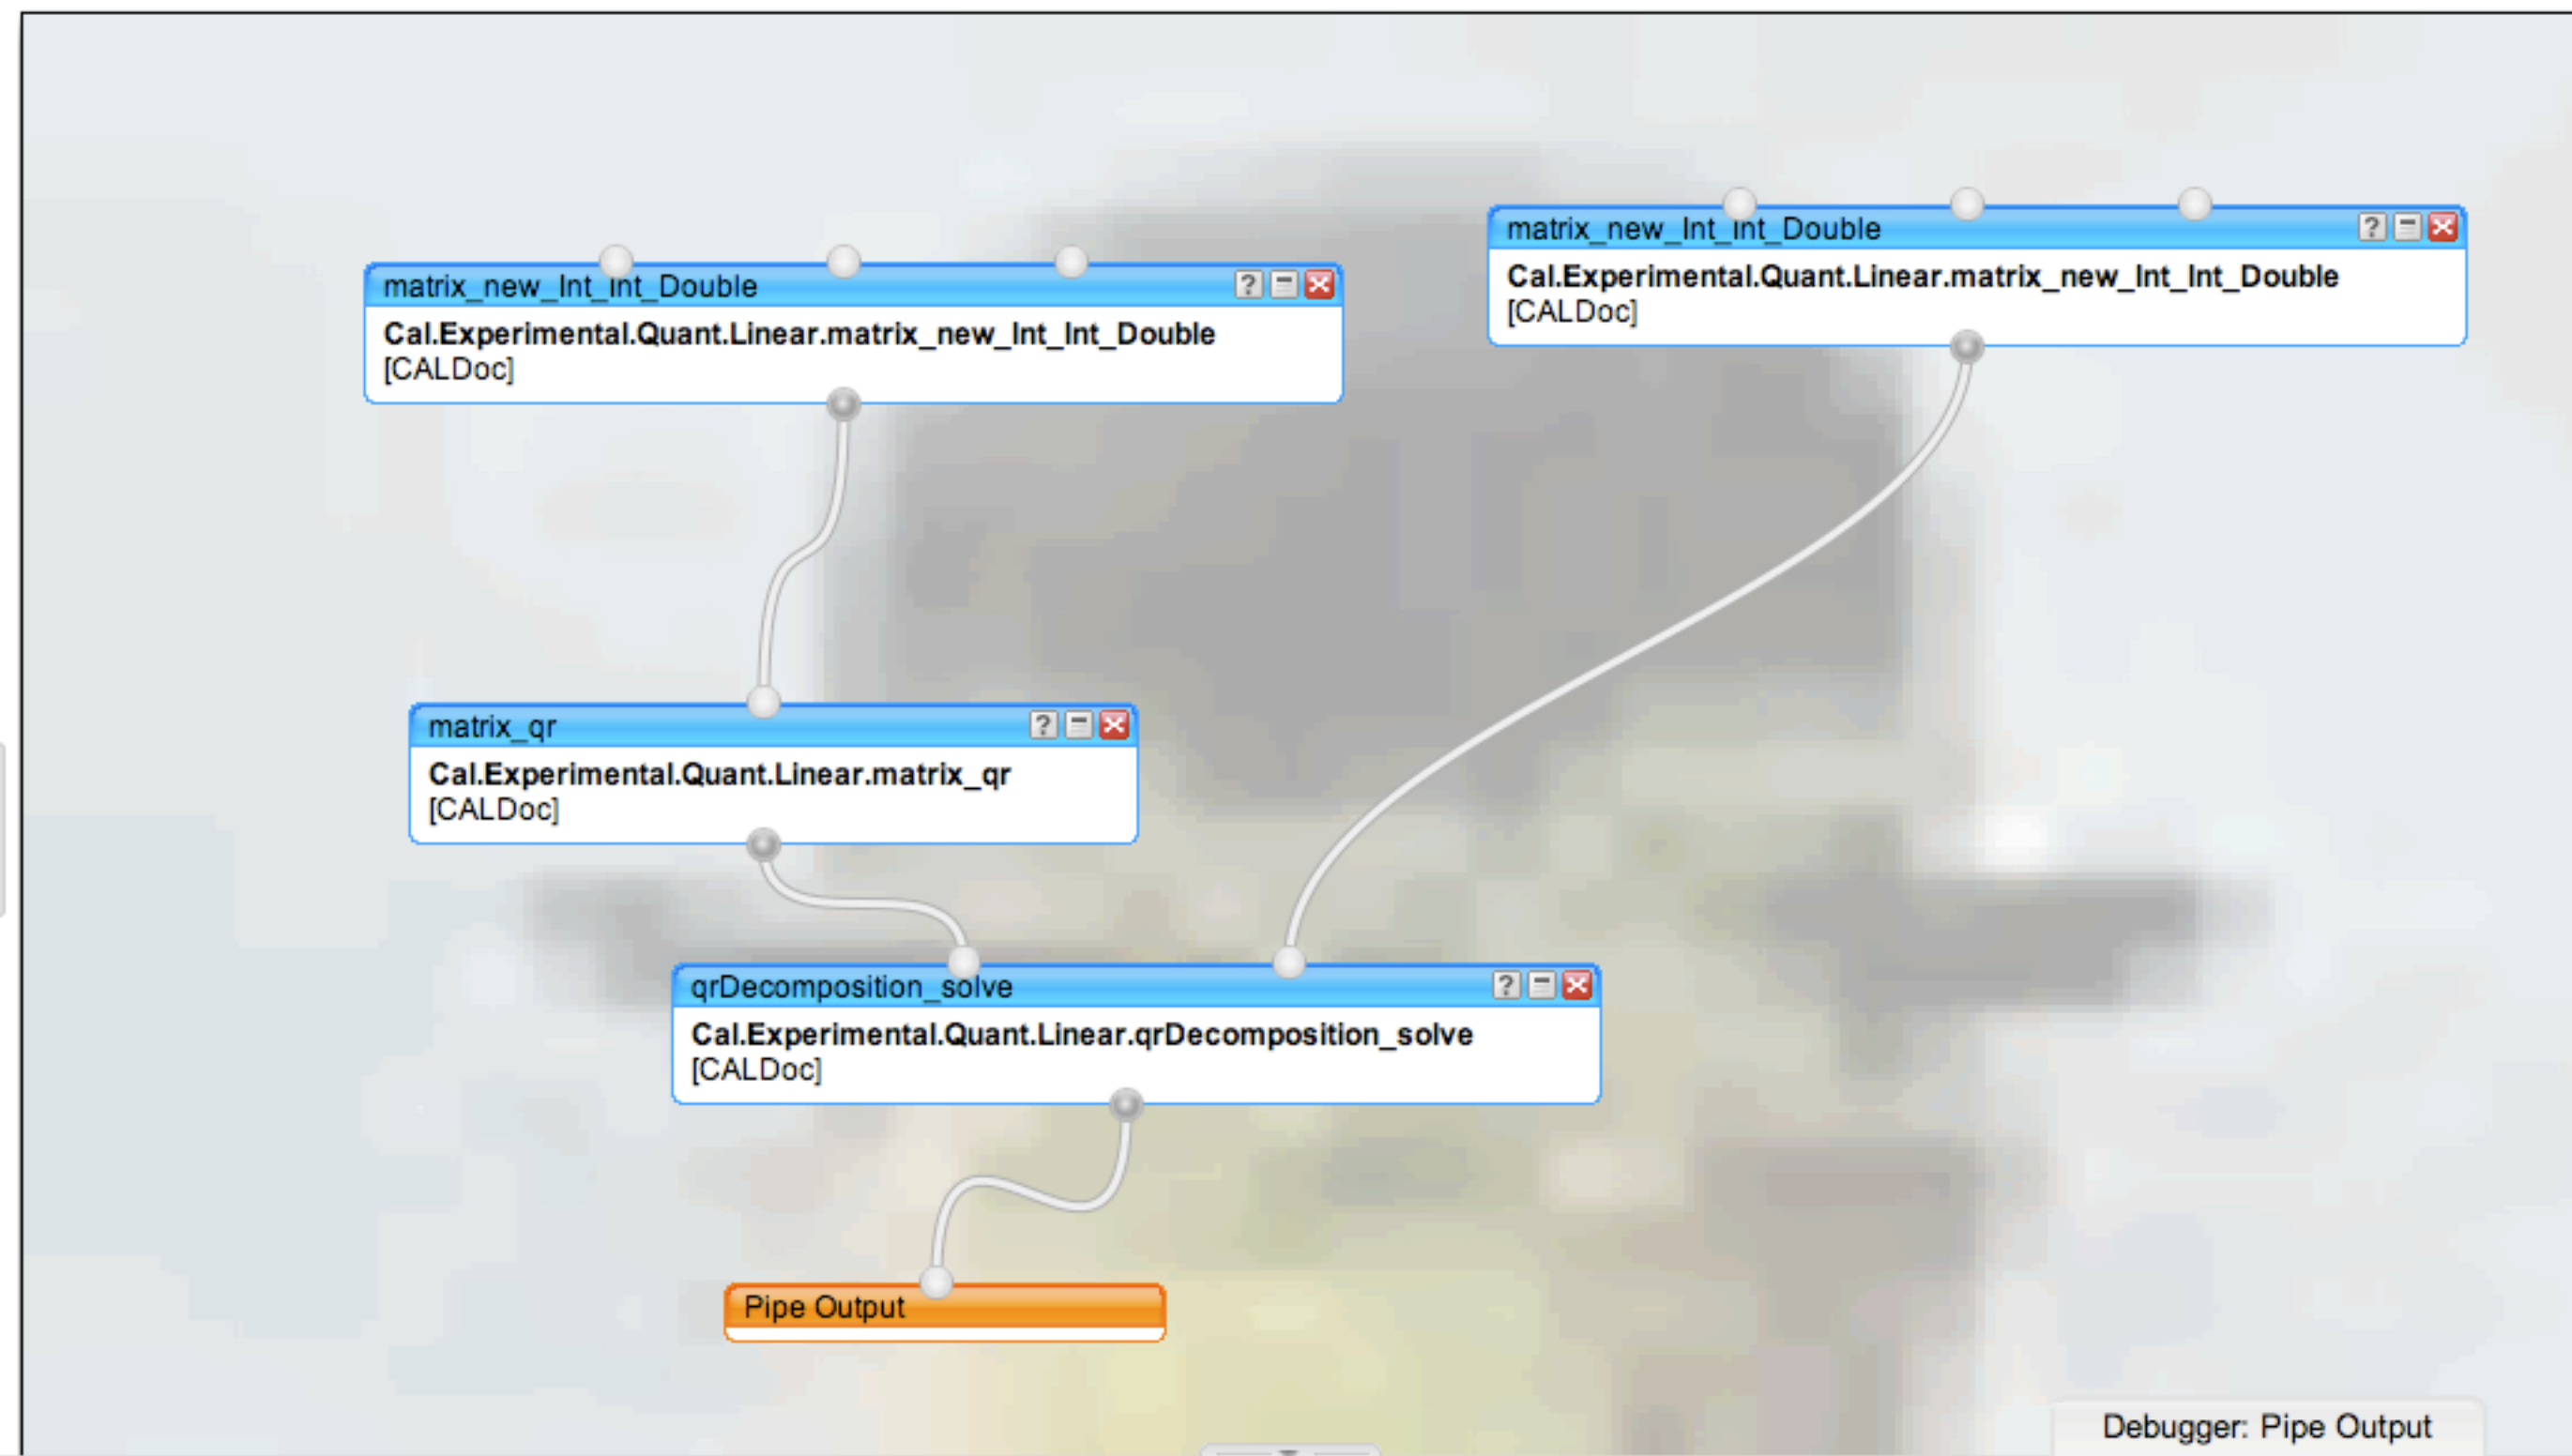 matrix_new_Int_Int_Double
Cal.Experimental.Quant.Linear.matrix_new_Int_Int_Double
[CALDoc]
matrix_new_Int_Int_Double
Cal.Experimental.Quant.Linear.matrix_new_Int_Int_Double
[CALDoc]
matrix_qr
Cal.Experimental.Quant.Linear.matrix_qr
[CALDoc]
qrDecomposition_solve
Cal.Experimental.Quant.Linear.qrDecomposition_solve
[CALDoc]
Pipe Output
Debugger: Pipe Output